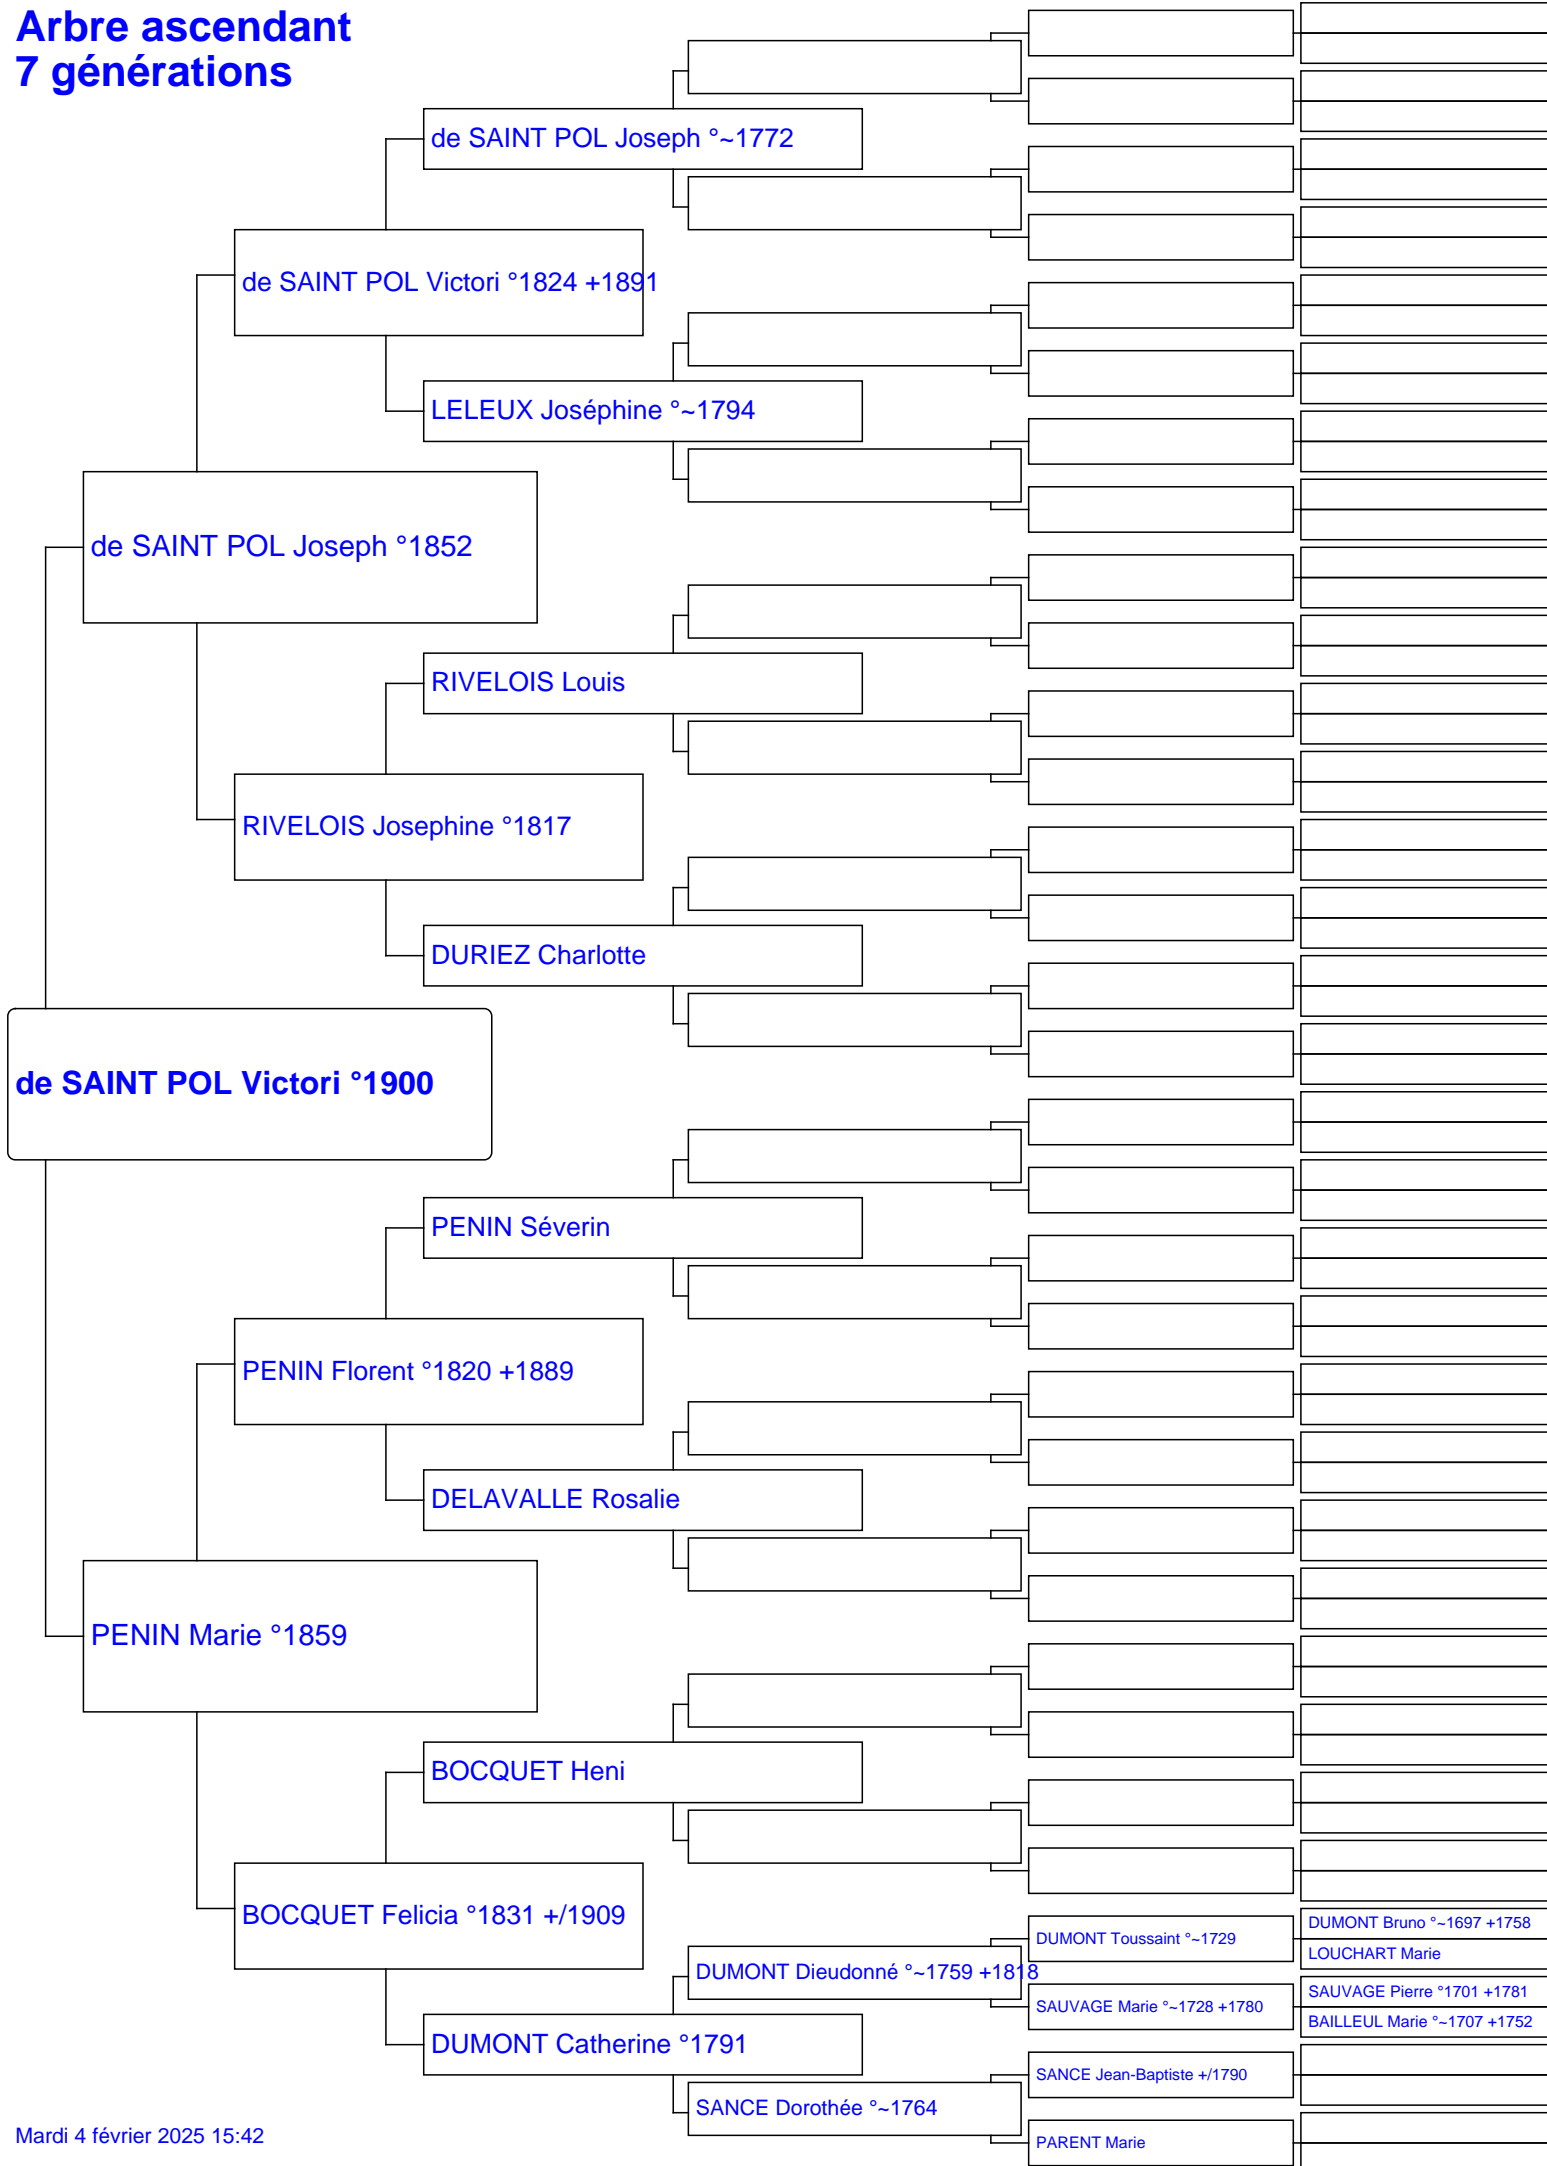 Arbre ascendant
7 générations
de SAINT POL Joseph °~1772
de SAINT POL Victori °1824 +1891
LELEUX Joséphine °~1794
de SAINT POL Joseph °1852
RIVELOIS Louis
RIVELOIS Josephine °1817
DURIEZ Charlotte
de SAINT POL Victori °1900
PENIN Séverin
PENIN Florent °1820 +1889
DELAVALLE Rosalie
PENIN Marie °1859
BOCQUET Heni
BOCQUET Felicia °1831 +/1909
DUMONT Bruno °~1697 +1758
DUMONT Toussaint °~1729
LOUCHART Marie
DUMONT Dieudonné °~1759 +1818
SAUVAGE Pierre °1701 +1781
SAUVAGE Marie °~1728 +1780
BAILLEUL Marie °~1707 +1752
DUMONT Catherine °1791
SANCE Jean-Baptiste +/1790
SANCE Dorothée °~1764
PARENT Marie
Mardi 4 février 2025 15:42